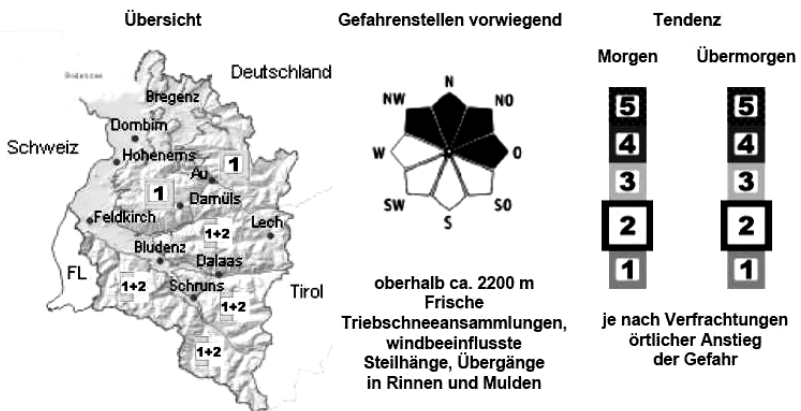 Übersicht
Deutschland
Bregenz
Dornbirn
Schweiz
Hohenems
1
Au
1
Damüls
Feldkirch
1+2
Lech
Bludenz
FL
Dalaas
1+2
Schruns
1+2
Tirol
1+2
Gefahrenstellen vorwiegend
N
NW
NO
W
O
SW
SO
S
oberhalb ca. 2200 m
Frische
Triebschneeansammlungen,
windbeeinflusste
Steilhänge, Übergänge
in Rinnen und Mulden
Tendenz
Morgen
Übermorgen
5
5
4
4
3
3
2
2
1
1
je nach Verfrachtungen
örtlicher Anstieg
der Gefahr